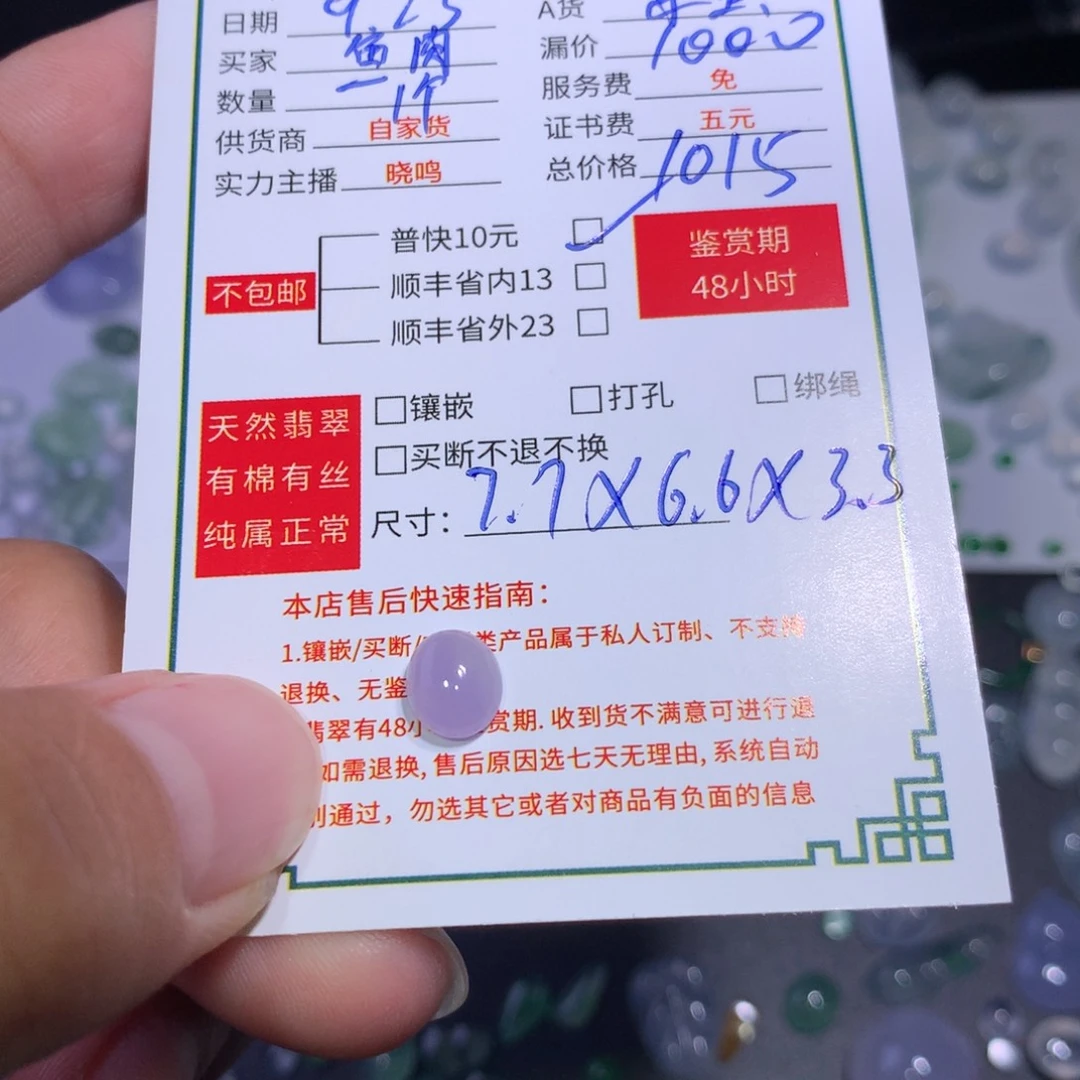 日期 9.25
A货
买家 鱼肉
漏价 1000
数量 一个
服务费 免
供货商 自家货
证书费 五元
实力主播 晓鸣
总价格 1015
不包邮
普快10元
顺丰省内13
顺丰省外23
鉴赏期
48小时
天然翡翠
有棉有丝
纯属正常
镶嵌 打孔 绑绳
买断不退不换
尺寸: 7.7X6.6X3.3
本店售后快速指南:
1.镶嵌/买断/ 类产品属于私人订制、不支持
退换、无鉴
翡翠有48小 赏期.收到货不满意可进行退
如需退换,售后原因选七天无理由,系统自动
别通过，勿选其它或者对商品有负面的信息